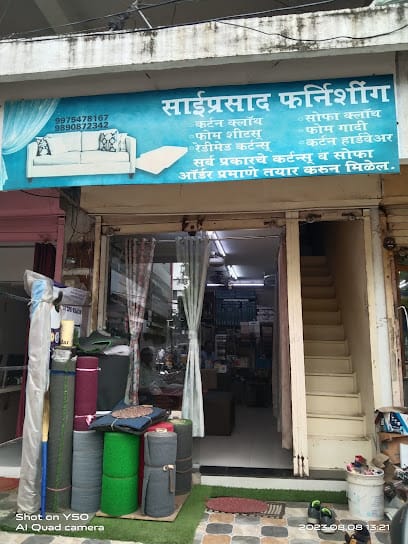 साईप्रसाद फर्निशींग
9975478167
9890872342
◦कर्टन क्लॉथ
◦सोफा क्लॉथ
◦फोम शीटस्
◦फोम गादी
◦रेडीमेड कर्टन्स
◦कर्टन हार्डवेअर
सर्व प्रकारचे कर्टन्स् व सोफा
ऑर्डर प्रमाणे तयार करुन मिळेल.
Shot on Y50
AI Quad camera
2023.08.08 13:21